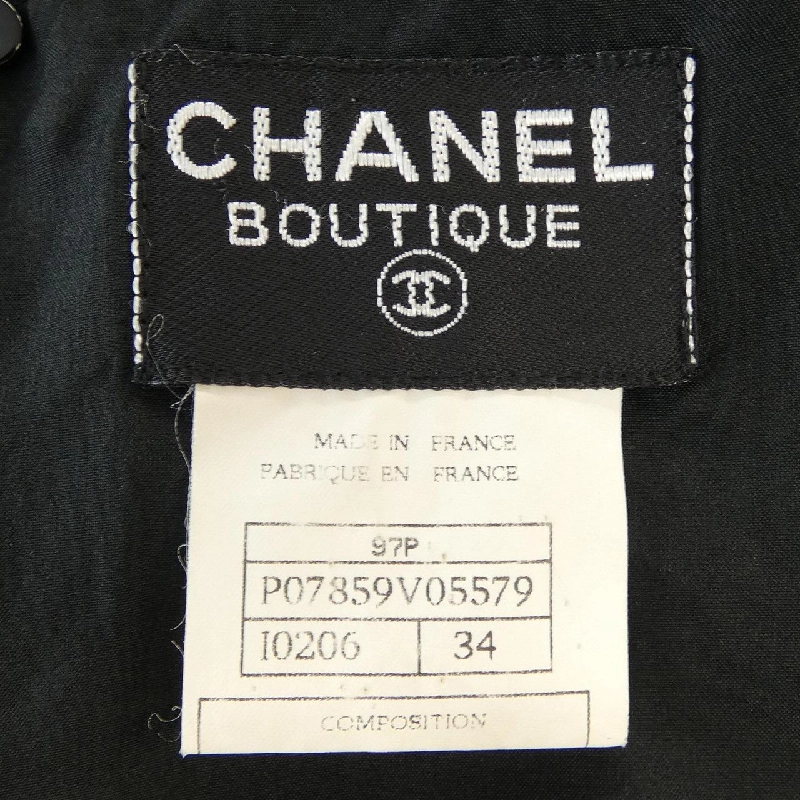 CHANEL
BOUTIQUE
MADE IN FRANCE
FABRIQUE EN FRANCE
97P
P07859V05579
I0206 34
COMPOSITION